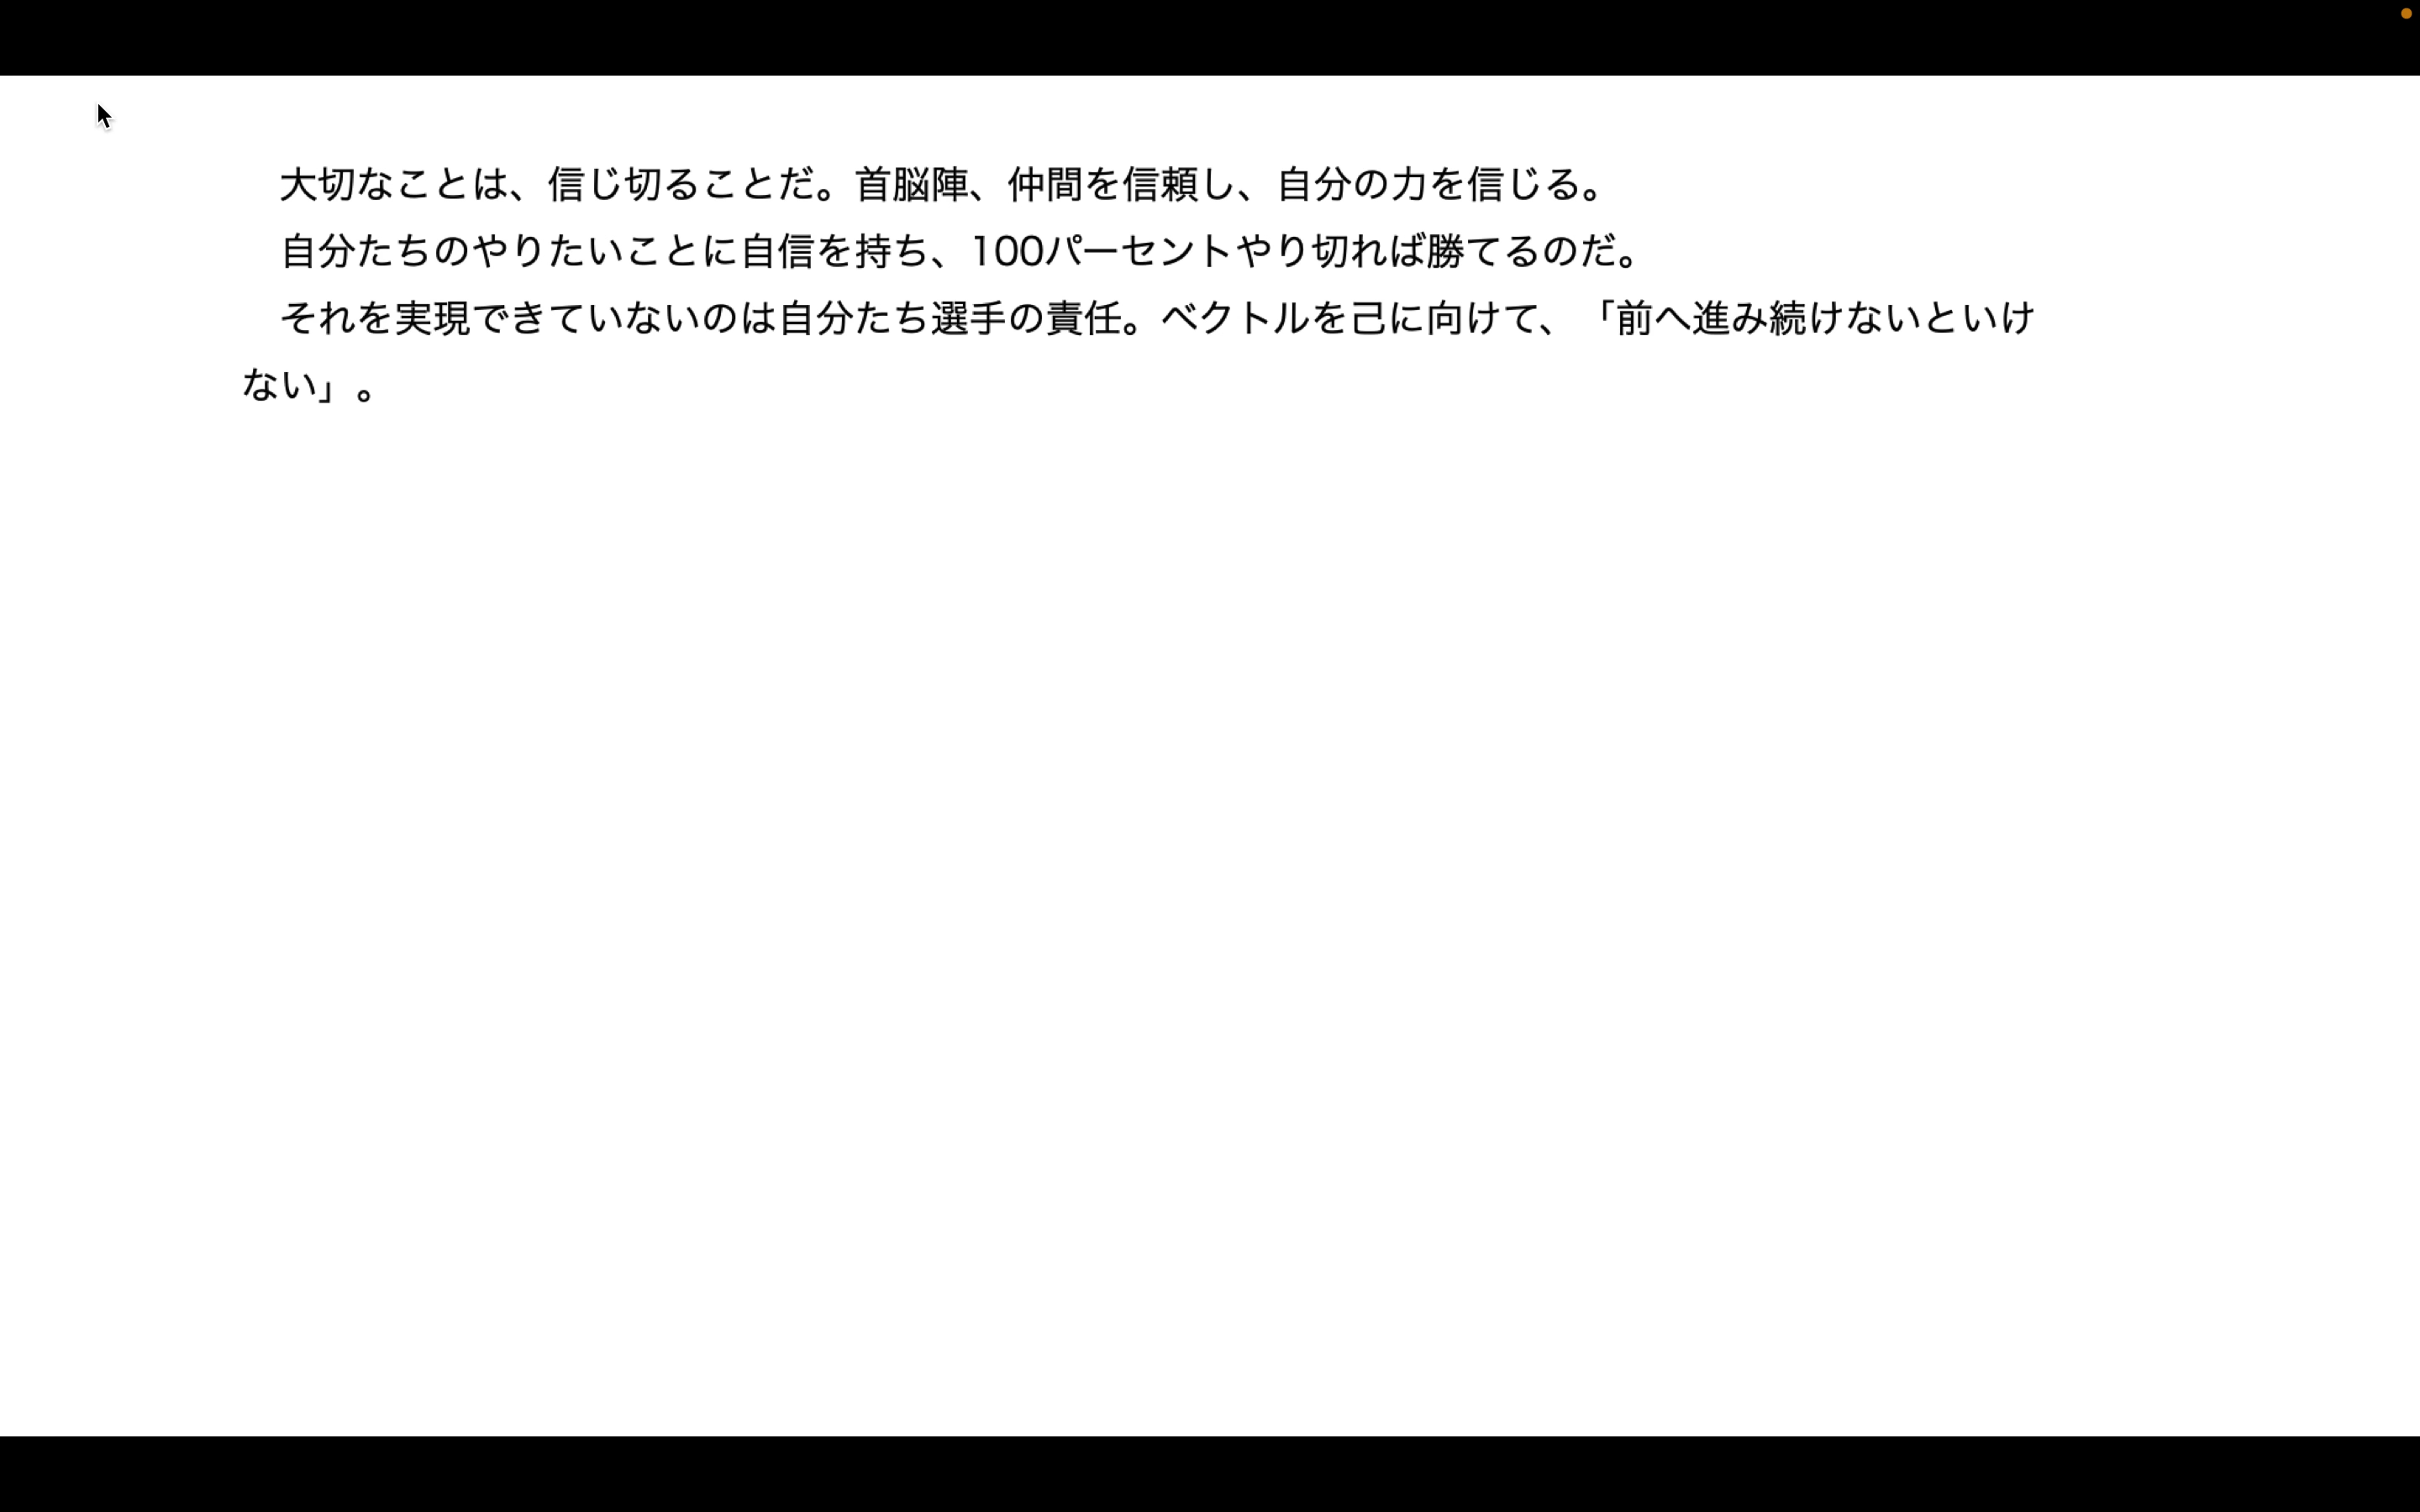 大切なことは、信じ切ることだ。首脳陣、仲間を信頼し、自分の力を信じる。
自分たちのやりたいことに自信を持ち、100パーセントやり切れば勝てるのだ。
それを実現できていないのは自分たち選手の責任。ベクトルを己に向けて、「前へ進み続けないといけ
ない」。